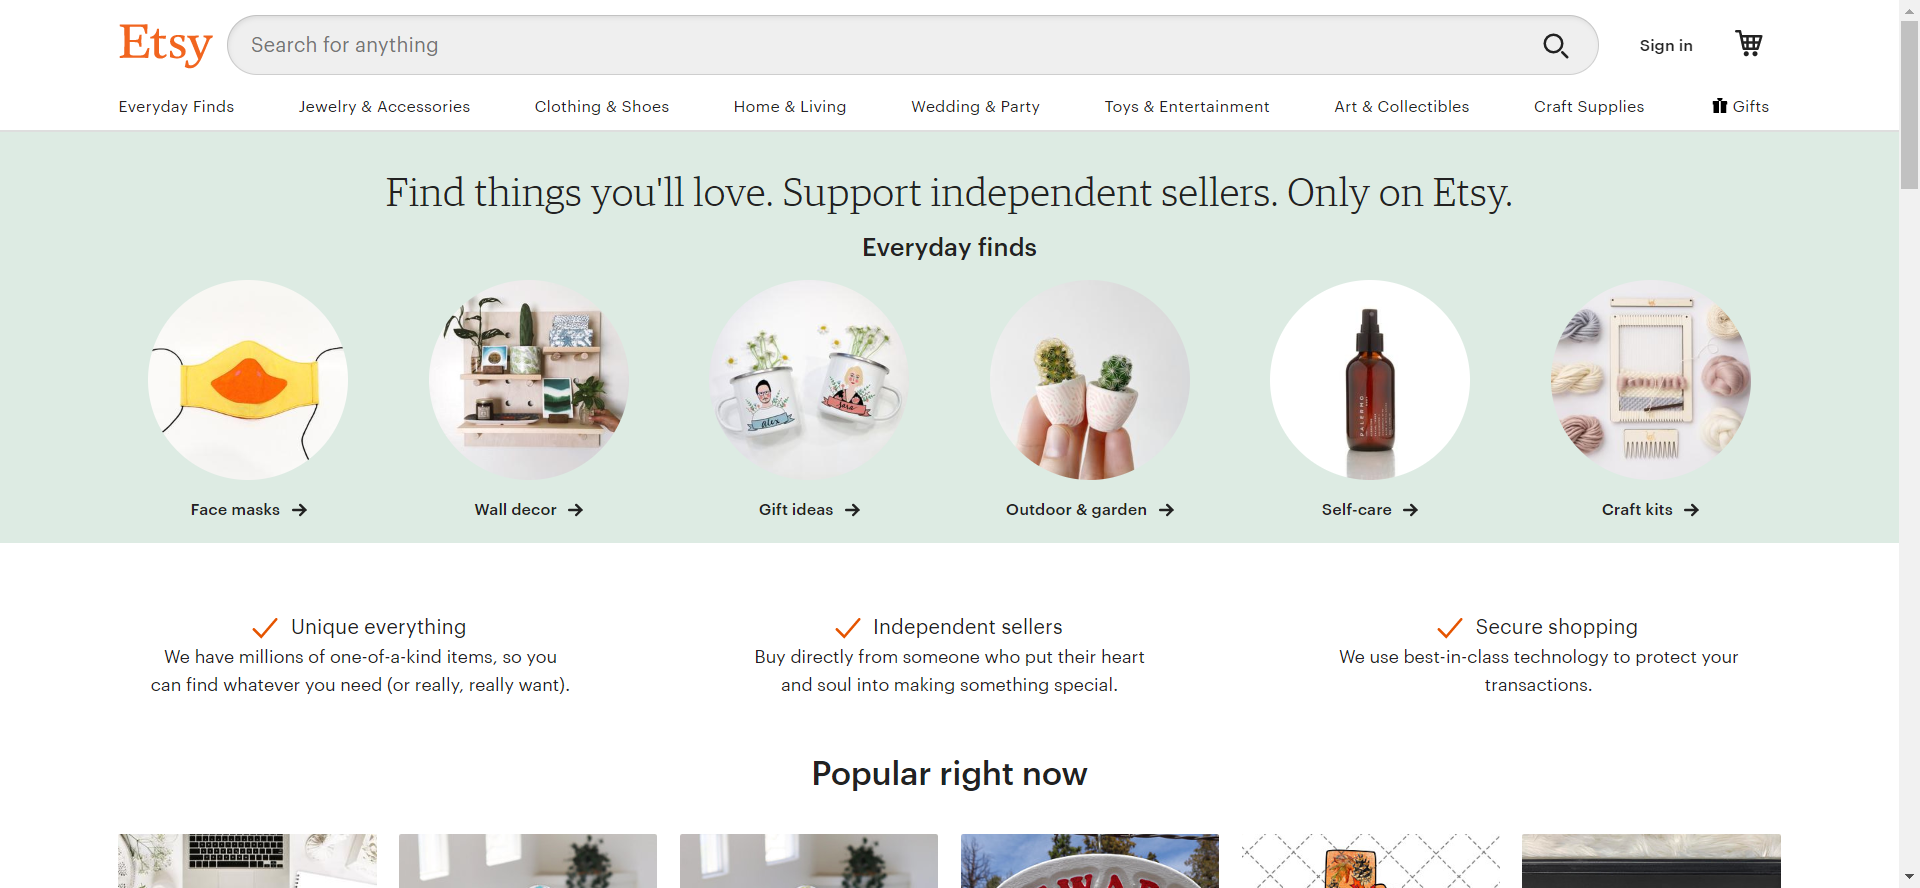 Etsy
Search for anything
Sign in
Everyday Finds
Jewelry & Accessories
Clothing & Shoes
Home & Living
Wedding & Party
Toys & Entertainment
Art & Collectibles
Craft Supplies
Gifts
Find things you'll love. Support independent sellers. Only on Etsy.
Everyday finds
alex
sara
PALERMO
Face masks
Wall decor
Gift ideas
Outdoor & garden
Self-care
Craft kits
Unique everything
We have millions of one-of-a-kind items, so you
can find whatever you need (or really, really want).
Independent sellers
Buy directly from someone who put their heart
and soul into making something special.
Secure shopping
We use best-in-class technology to protect your
transactions.
Popular right now